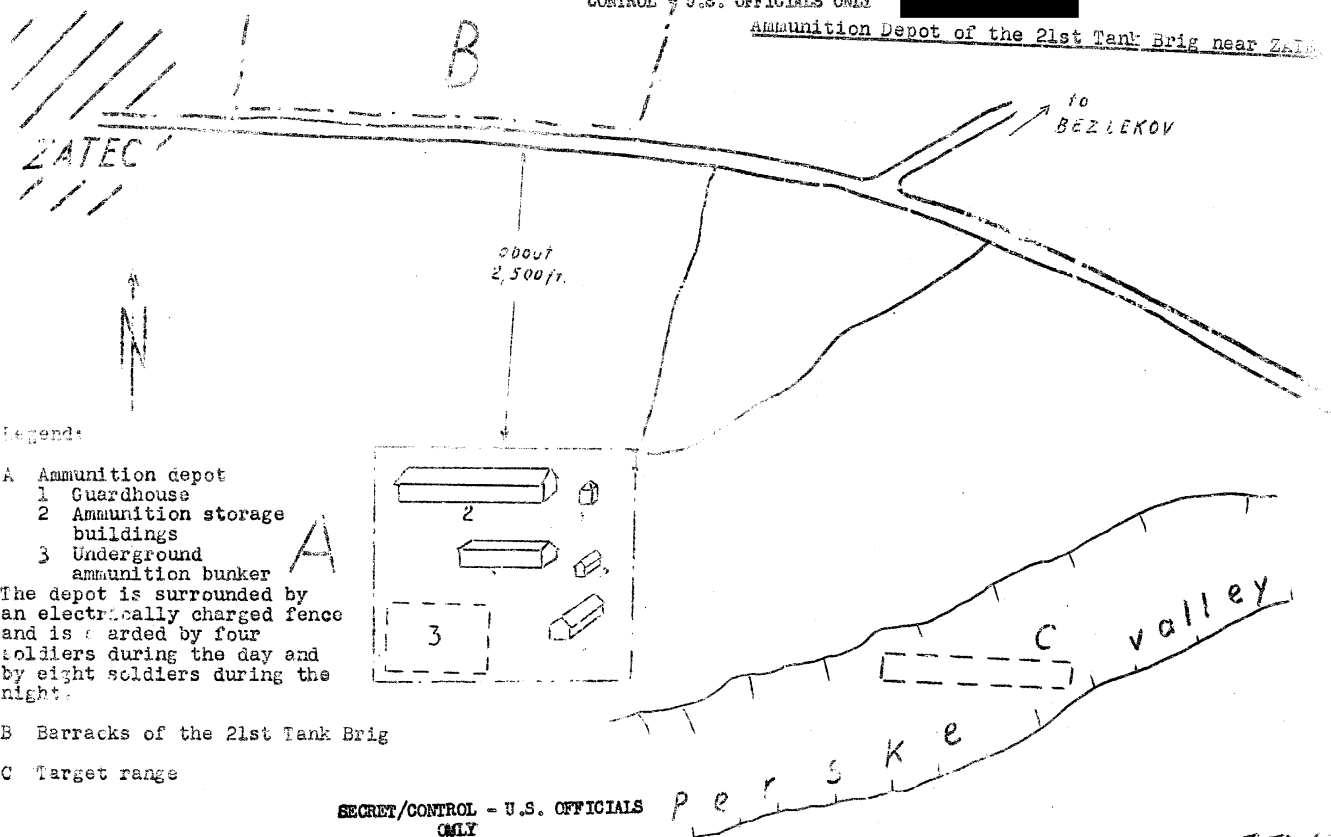 CONTROL - U.S. OFFICIALS ONLY
Ammunition Depot of the 21st Tank Brig near
B
to
BEZLEKOV
ZATEC
about
2,500 ft.
N
Legend:
A Ammunition depot
1 Guardhouse
2 Ammunition storage
buildings
3 Underground
ammunition bunker
The depot is surrounded by
an electrically charged fence
and is arded by four
soldiers during the day and
by eight soldiers during the
night.
B Barracks of the 21st Tank Brig
C Target range
A
2
3
C
perske valley
SECRET/CONTROL - U.S. OFFICIALS
ONLY